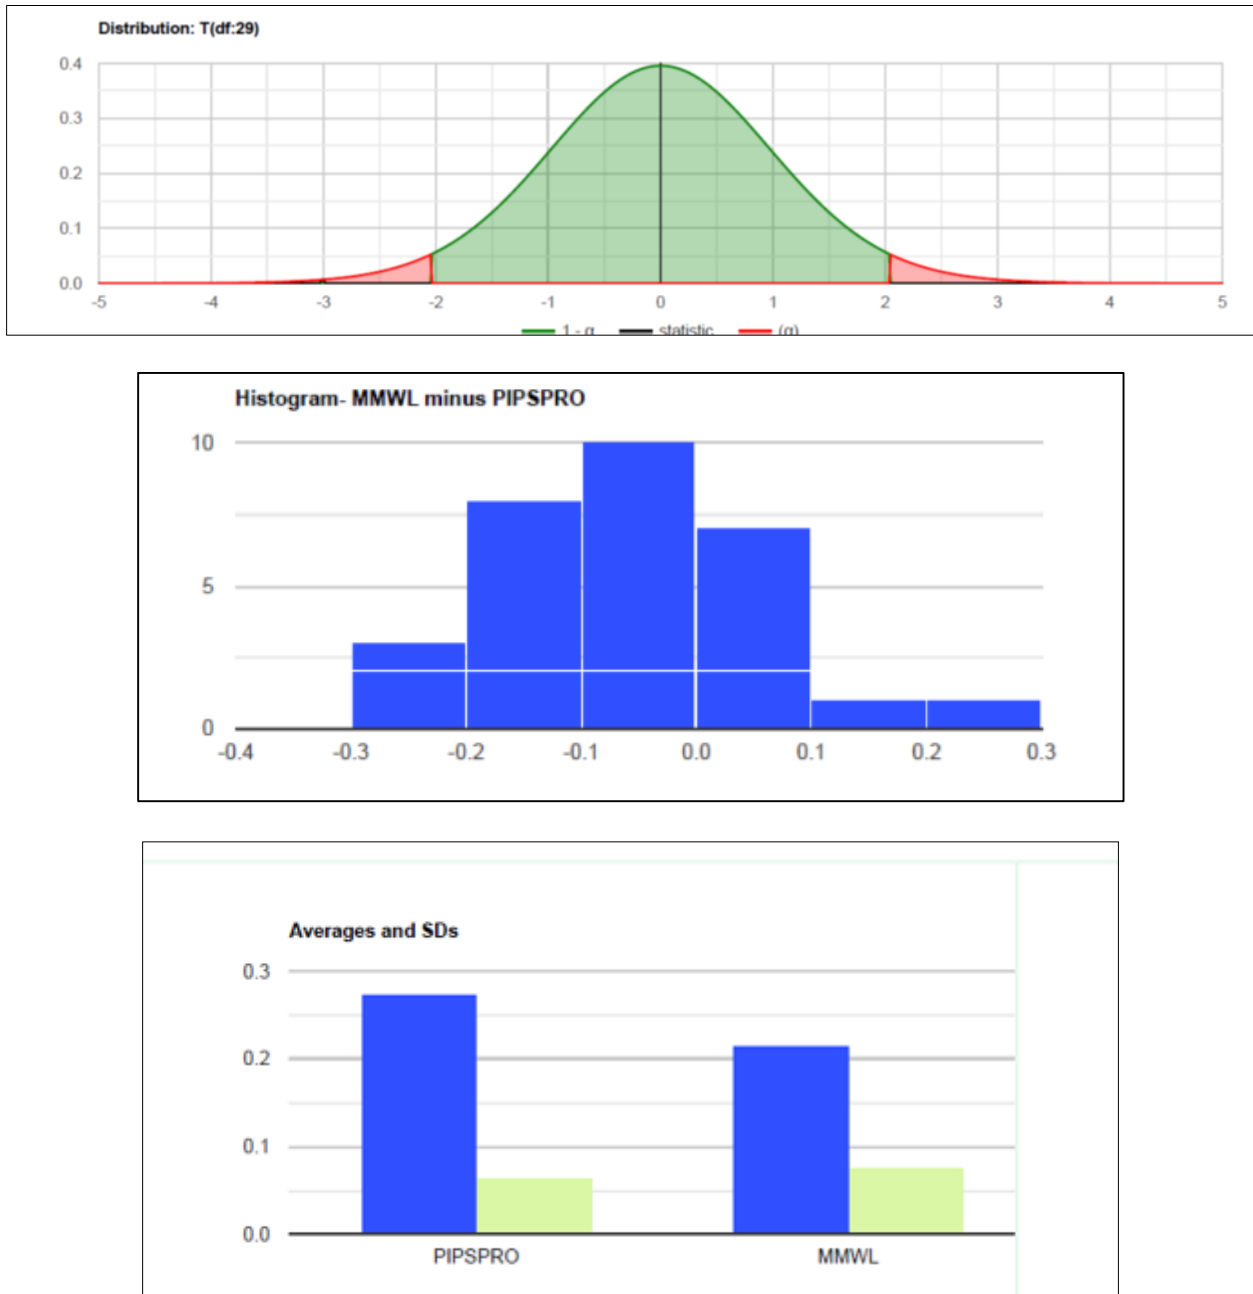 Distribution: T(df:29)
0.4
0.3
0.2
0.1
0.0
-5 -4 -3 -2 -1 0 1 2 3 4 5
1 - α statistic (α)
Histogram- MMWL minus PIPSPRO
10
5
0
-0.4 -0.3 -0.2 -0.1 0.0 0.1 0.2 0.3
Averages and SDs
0.3
0.2
0.1
0.0
PIPSPRO MMWL